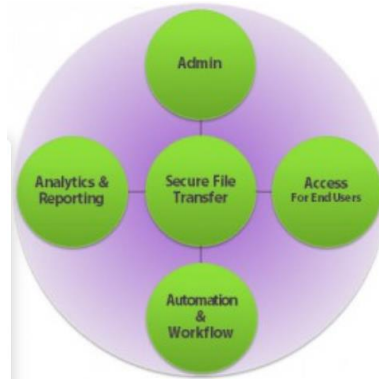 Admin
Analytics &
Reporting
Secure File
Transfer
Access
For End Users
Automation
&
Workflow